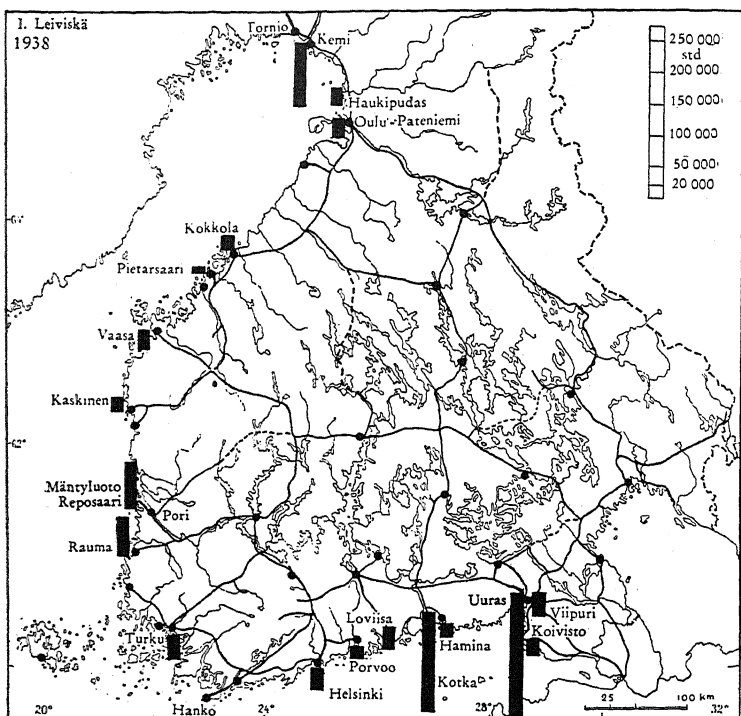 I. Leiviskä
1938
Tornio
Kemi
250 000
std
200 000
150 000
100 000
50 000
20 000
Haukipudas
Oulu - Pateniemi
Kokkola
Pietarsaari
Vaasa
Kaskinen
62°
Mäntyluoto
Reposaari
Pori
Rauma
Uuras
Viipuri
Loviisa
Koivisto
Turku
Hamina
Porvoo
Kotka
Helsinki
Hanko
20°
24°
28°
25
100 km
32°